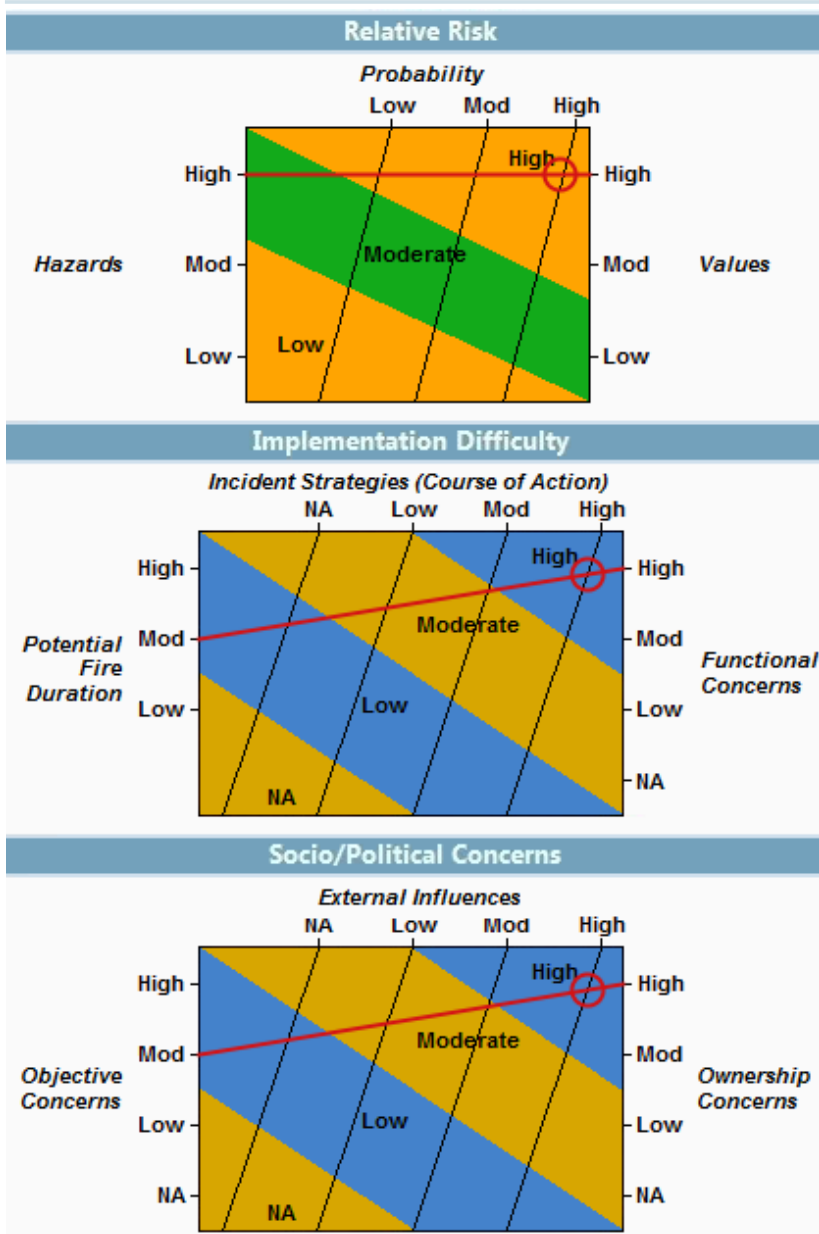 Relative Risk
Probability
Low Mod High
High High High
Hazards Mod Moderate Mod Values
Low Low Low
Implementation Difficulty
Incident Strategies (Course of Action)
NA Low Mod High
High High High
Potential Fire Duration Mod Moderate Mod Functional Concerns
Low Low Low
NA NA
Socio/Political Concerns
External Influences
NA Low Mod High
High High High
Mod Moderate Mod
Objective Concerns Ownership Concerns
Low Low Low
NA NA NA